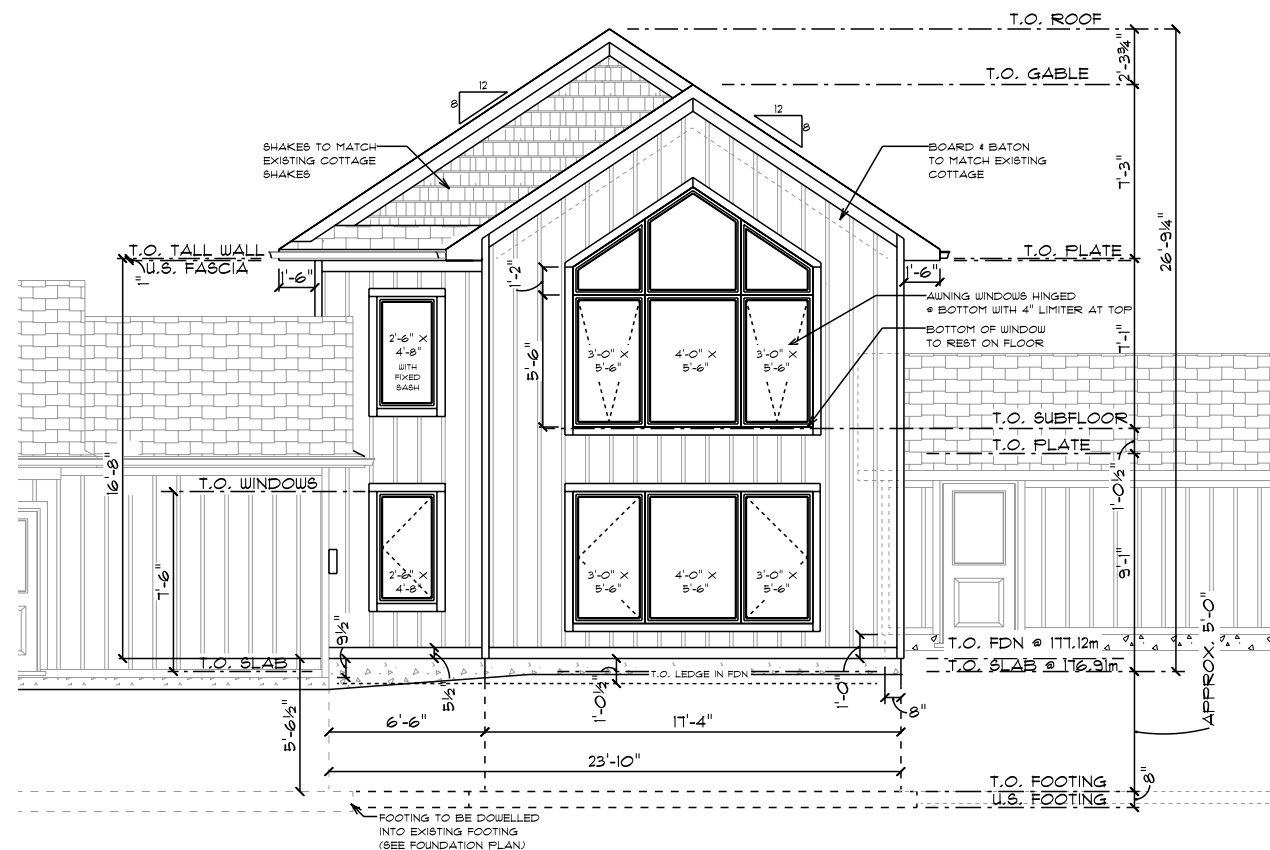 T.O. ROOF
2'-3¾"
T.O. GABLE
12
8
12
8
SHAKES TO MATCH
EXISTING COTTAGE
SHAKES
BOARD & BATON
TO MATCH EXISTING
COTTAGE
7'-3"
26'-9¼"
T.O. TALL WALL
U.S. FASCIA
1"
1'-6"
T.O. PLATE
1'-6"
1'-2"
AWNING WINDOWS HINGED
@ BOTTOM WITH 4" LIMITER AT TOP
BOTTOM OF WINDOW
TO REST ON FLOOR
7'-1"
2'-6" X
4'-8"
WITH
FIXED
SASH
5'-6"
3'-0" X
5'-6"
4'-0" X
5'-6"
3'-0" X
5'-6"
T.O. SUBFLOOR
T.O. PLATE
1'-0½"
16'-8"
T.O. WINDOWS
7'-6"
2'-6" X
4'-8"
3'-0" X
5'-6"
4'-0" X
5'-6"
3'-0" X
5'-6"
9'-1"
9½"
T.O. FDN @ 177.12m
T.O. SLAB
T.O. SLAB @ 176.91m
T.O. LEDGE IN FDN
5½"
1'-0½"
1'-0"
8"
APPROX. 5'-0"
5'-6½"
6'-6"
17'-4"
23'-10"
T.O. FOOTING
U.S. FOOTING
8"
FOOTING TO BE DOWELLED
INTO EXISTING FOOTING
(SEE FOUNDATION PLAN)